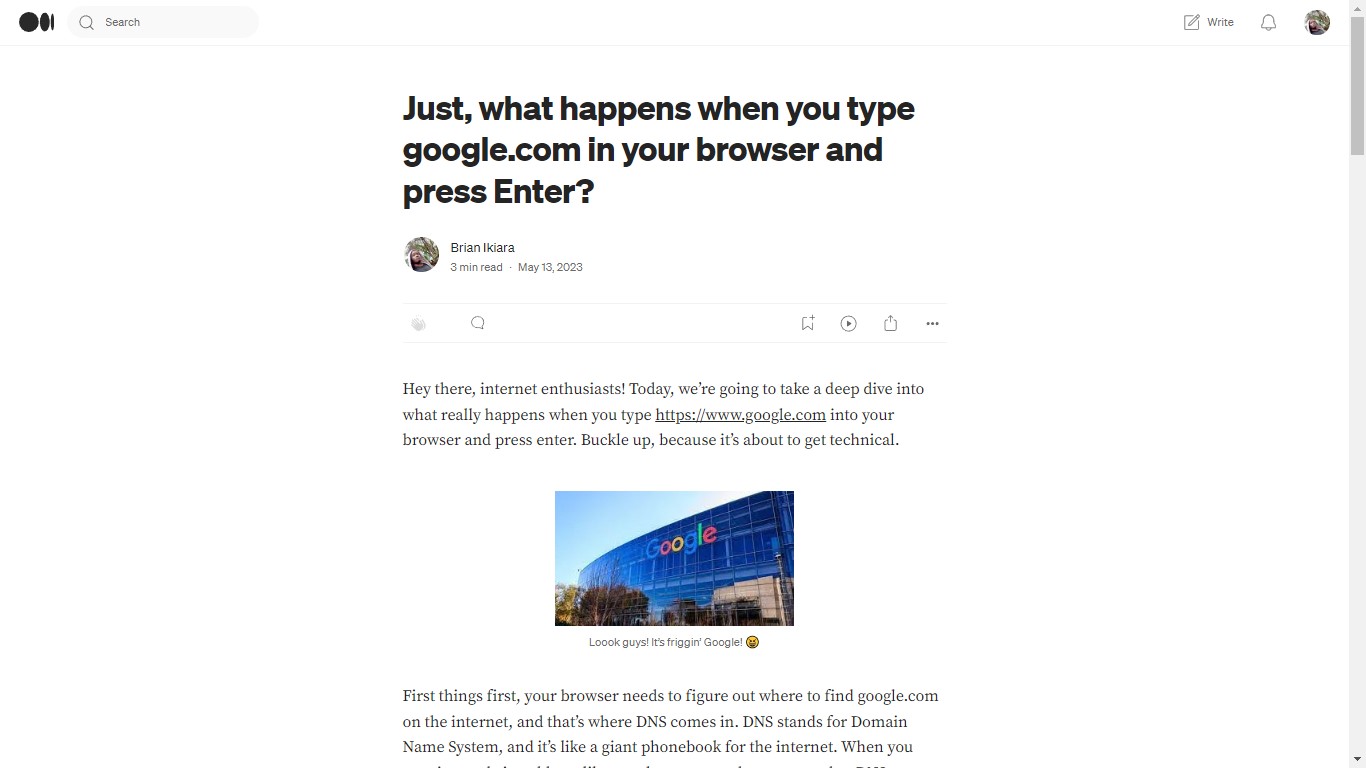 Search
Write
Just, what happens when you type
google.com in your browser and
press Enter?
Brian Ikiara
3 min read · May 13, 2023
Hey there, internet enthusiasts! Today, we’re going to take a deep dive into
what really happens when you type https://www.google.com into your
browser and press enter. Buckle up, because it’s about to get technical.
Google
Loook guys! It’s friggin’ Google! 😆
First things first, your browser needs to figure out where to find google.com
on the internet, and that’s where DNS comes in. DNS stands for Domain
Name System, and it’s like a giant phonebook for the internet. When you